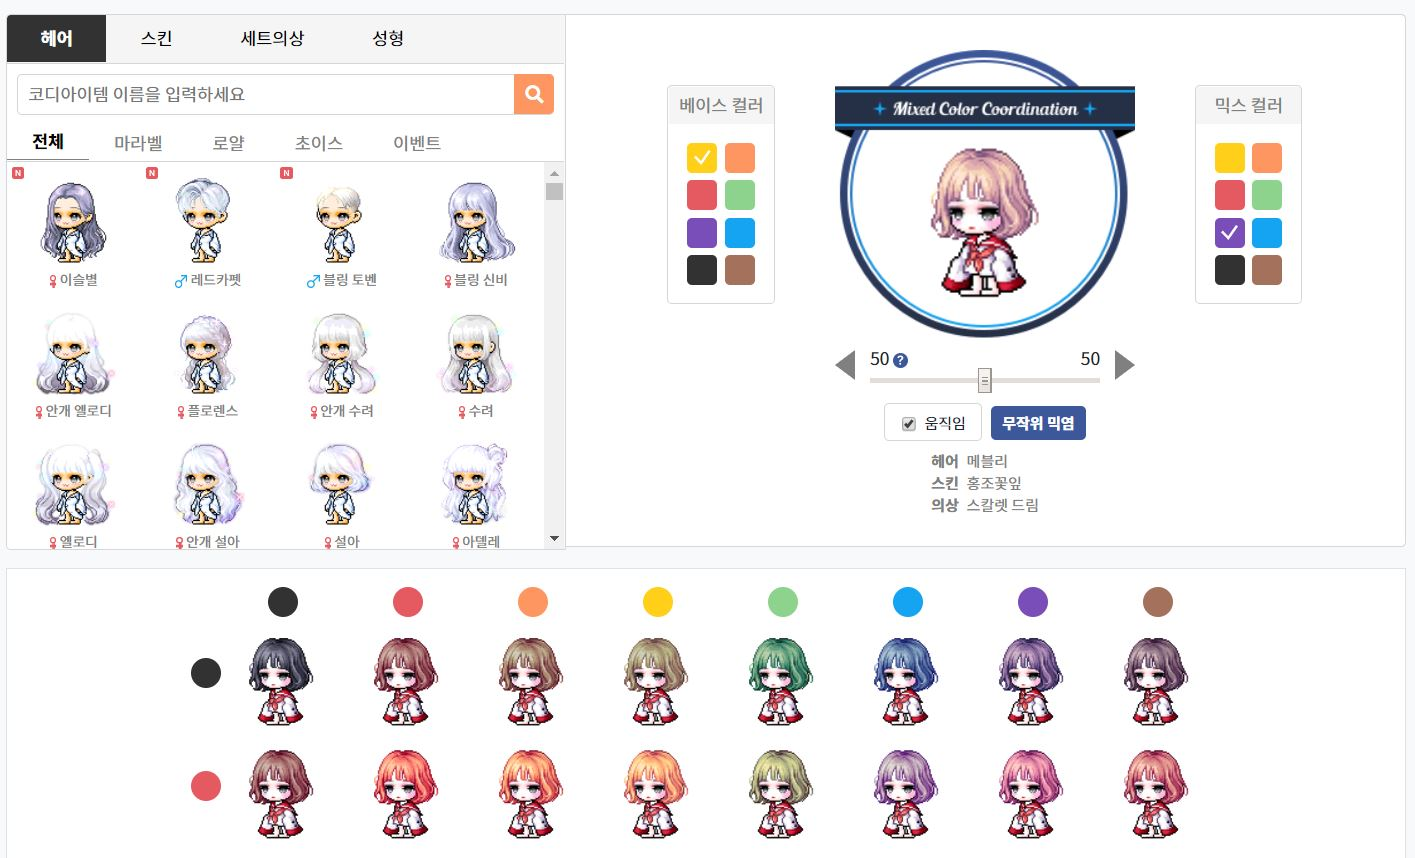 헤어 스킨 세트의상 성형
코디아이템 이름을 입력하세요
전체 마라벨 로얄 초이스 이벤트
N N N
이슬별 레드카펫 블링 토벤 블링 신비
안개 엘로디 플로렌스 안개 수려 수려
엘로디 안개 설아 설아 아델레
베이스 컬러
Mixed Color Coordination
믹스 컬러
50 ? 50
움직임 무작위 믹염
헤어 메블리
스킨 홍조꽃잎
의상 스칼렛 드림